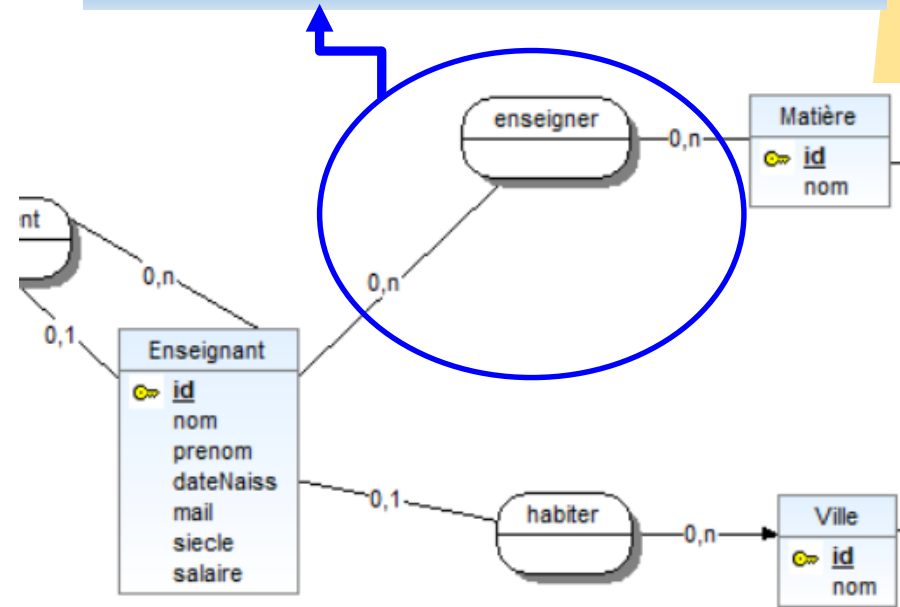 enseigner
0,n
Matière
id
nom
nt
0,n
0,n
0,1
Enseignant
id
nom
prenom
dateNaiss
mail
siecle
salaire
0,1
habiter
0,n
Ville
id
nom